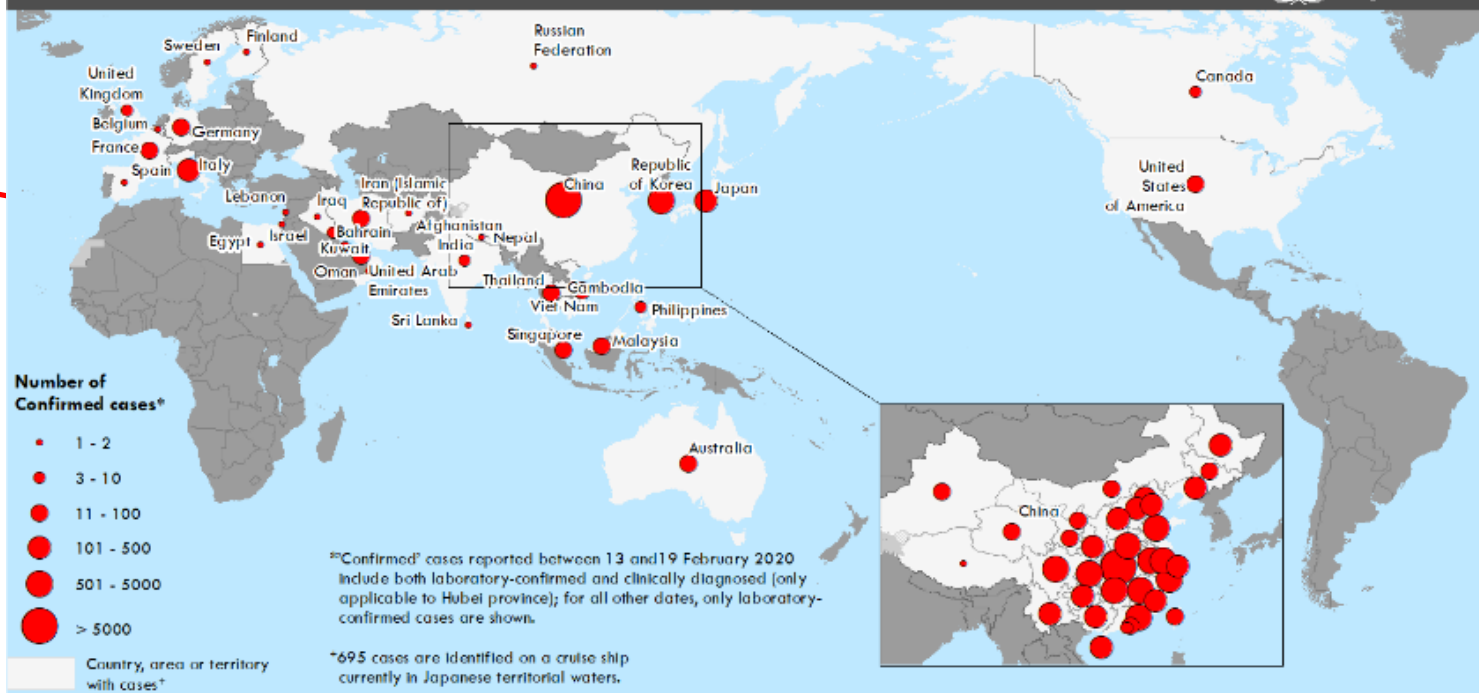 Russian
Federation
Finland
Sweden
United
Kingdom
Belgium
Germany
France
Spain
Italy
Canada
United
States
of America
Republic
of Korea
China
Japan
Lebanon
Iraq
Iran (Islamic
Republic of)
Afghanistan
Bahrain
Israel
Egypt
Kuwait
India
Nepal
Oman
United Arab
Emirates
Thailand
Cambodia
Viet Nam
Philippines
Sri Lanka
Singapore
Malaysia
Australia
China
Number of
Confirmed cases*
1 - 2
3 - 10
11 - 100
101 - 500
501 - 5000
> 5000
Country, area or territory
with cases⁺
*'Confirmed' cases reported between 13 and19 February 2020
include both laboratory-confirmed and clinically diagnosed (only
applicable to Hubei province); for all other dates, only laboratory-
confirmed cases are shown.
⁺695 cases are identified on a cruise ship
currently in Japanese territorial waters.